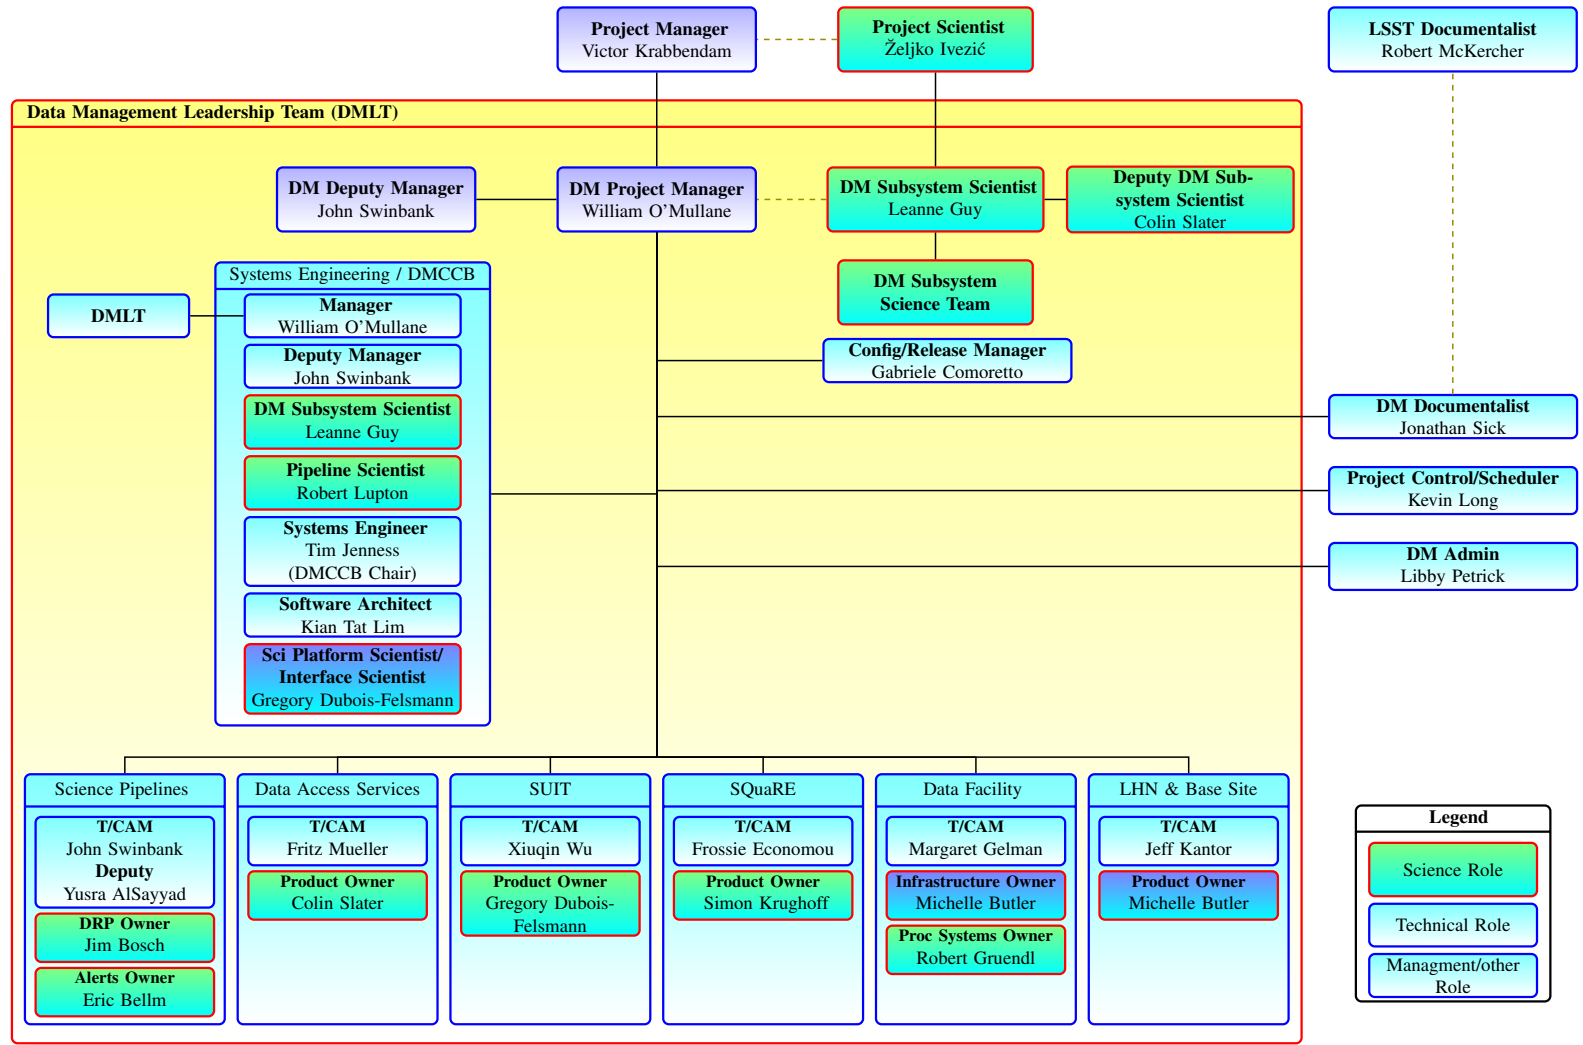 Project Manager
Victor Krabbendam
Project Scientist
Željko Ivezić
LSST Documentalist
Robert McKercher
Data Management Leadership Team (DMLT)
DM Deputy Manager
John Swinbank
DM Project Manager
William O’Mullane
DM Subsystem Scientist
Leanne Guy
Deputy DM Sub-
system Scientist
Colin Slater
DM Subsystem
Science Team
Config/Release Manager
Gabriele Comoretto
DMLT
Systems Engineering / DMCCB
Manager
William O’Mullane
Deputy Manager
John Swinbank
DM Subsystem Scientist
Leanne Guy
Pipeline Scientist
Robert Lupton
Systems Engineer
Tim Jenness
(DMCCB Chair)
Software Architect
Kian Tat Lim
Sci Platform Scientist/
Interface Scientist
Gregory Dubois-Felsmann
DM Documentalist
Jonathan Sick
Project Control/Scheduler
Kevin Long
DM Admin
Libby Petrick
Science Pipelines
T/CAM
John Swinbank
Deputy
Yusra AlSayyad
DRP Owner
Jim Bosch
Alerts Owner
Eric Bellm
Data Access Services
T/CAM
Fritz Mueller
Product Owner
Colin Slater
SUIT
T/CAM
Xiuqin Wu
Product Owner
Gregory Dubois-
Felsmann
SQuaRE
T/CAM
Frossie Economou
Product Owner
Simon Krughoff
Data Facility
T/CAM
Margaret Gelman
Infrastructure Owner
Michelle Butler
Proc Systems Owner
Robert Gruendl
LHN & Base Site
T/CAM
Jeff Kantor
Product Owner
Michelle Butler
Legend
Science Role
Technical Role
Managment/other
Role